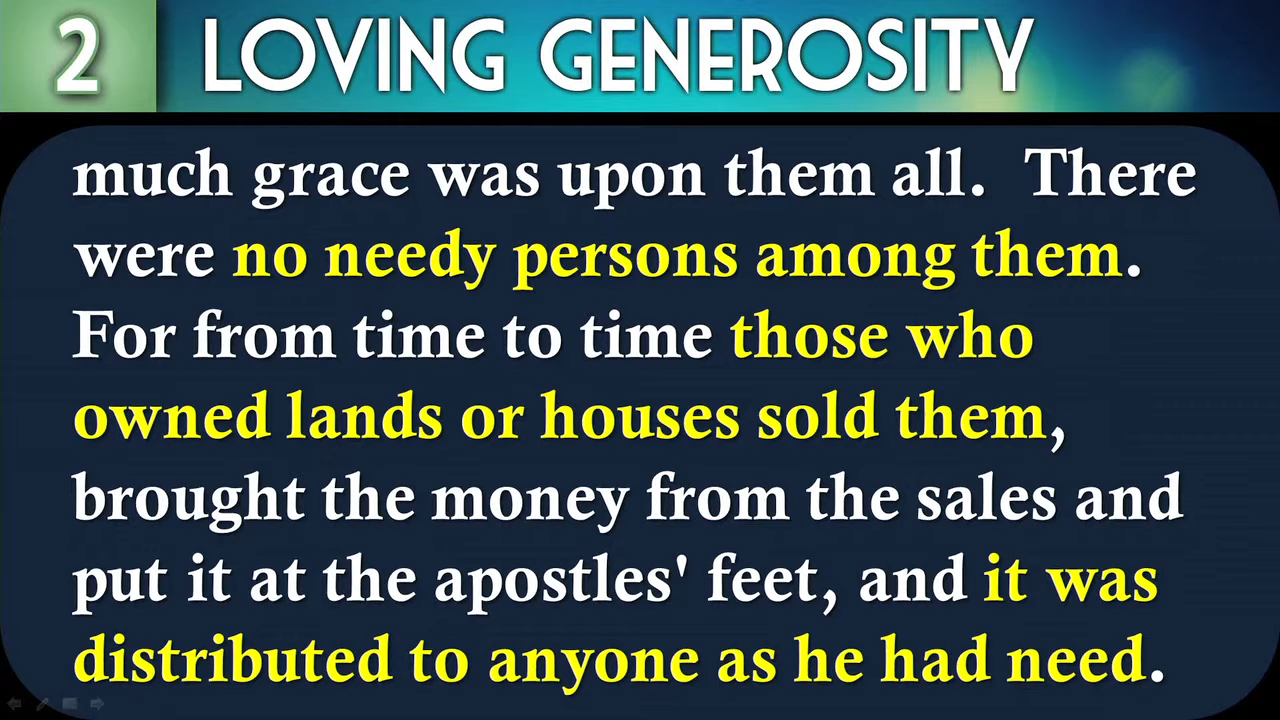 2 LOVING GENEROSITY
much grace was upon them all.  There
were no needy persons among them.
For from time to time those who
owned lands or houses sold them,
brought the money from the sales and
put it at the apostles' feet, and it was
distributed to anyone as he had need.